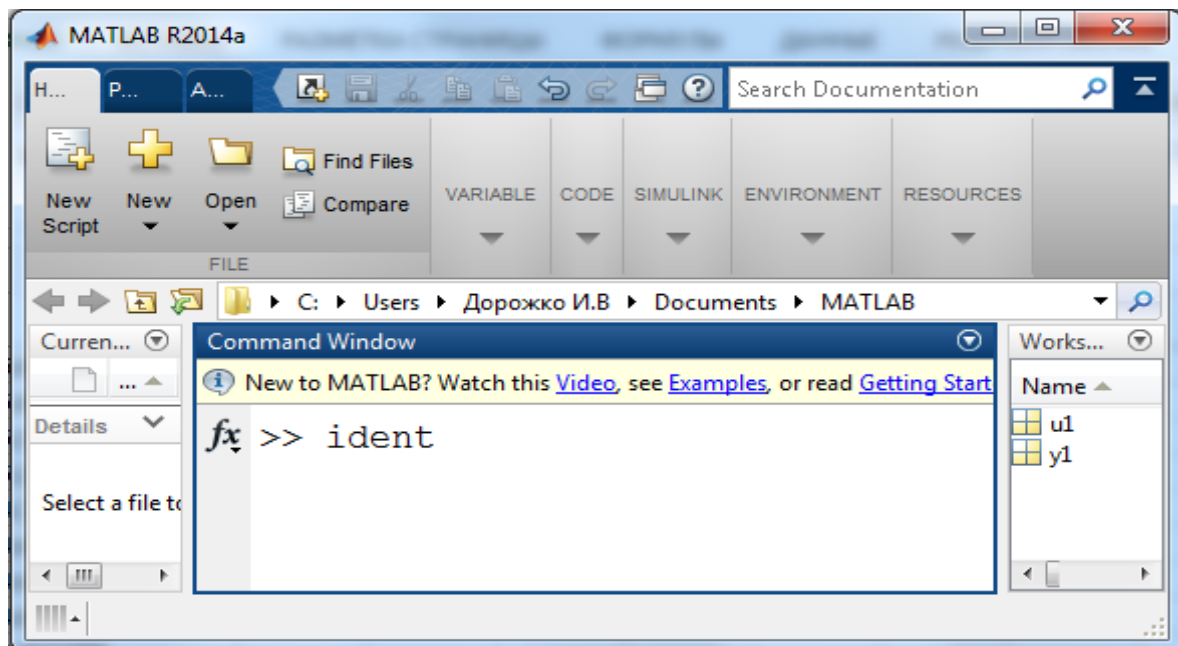 MATLAB R2014a
H... P... A... Search Documentation
New Script
New
Open
Find Files
Compare
FILE
VARIABLE
CODE
SIMULINK
ENVIRONMENT
RESOURCES
C: Users Дорожко И.В Documents MATLAB
Curren...
...
Details
Select a file to
Command Window
New to MATLAB? Watch this Video, see Examples, or read Getting Start
fx >> ident
Works...
Name
u1
y1